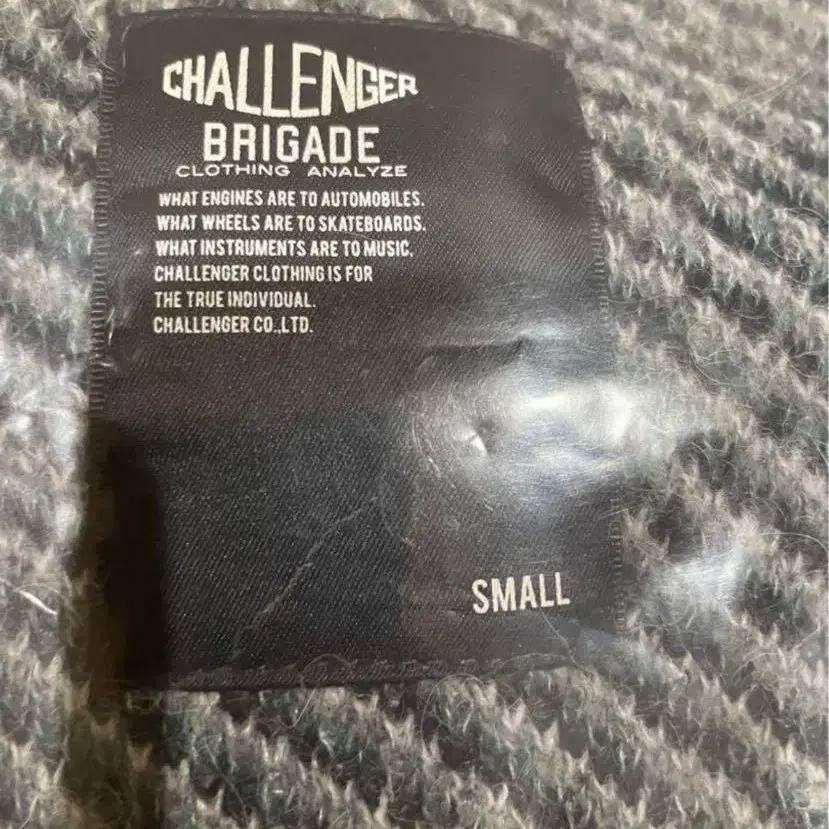 CHALLENGER
BRIGADE
CLOTHING ANALYZE
WHAT ENGINES ARE TO AUTOMOBILES.
WHAT WHEELS ARE TO SKATEBOARDS.
WHAT INSTRUMENTS ARE TO MUSIC.
CHALLENGER CLOTHING IS FOR
THE TRUE INDIVIDUAL.
CHALLENGER CO.,LTD.
SMALL